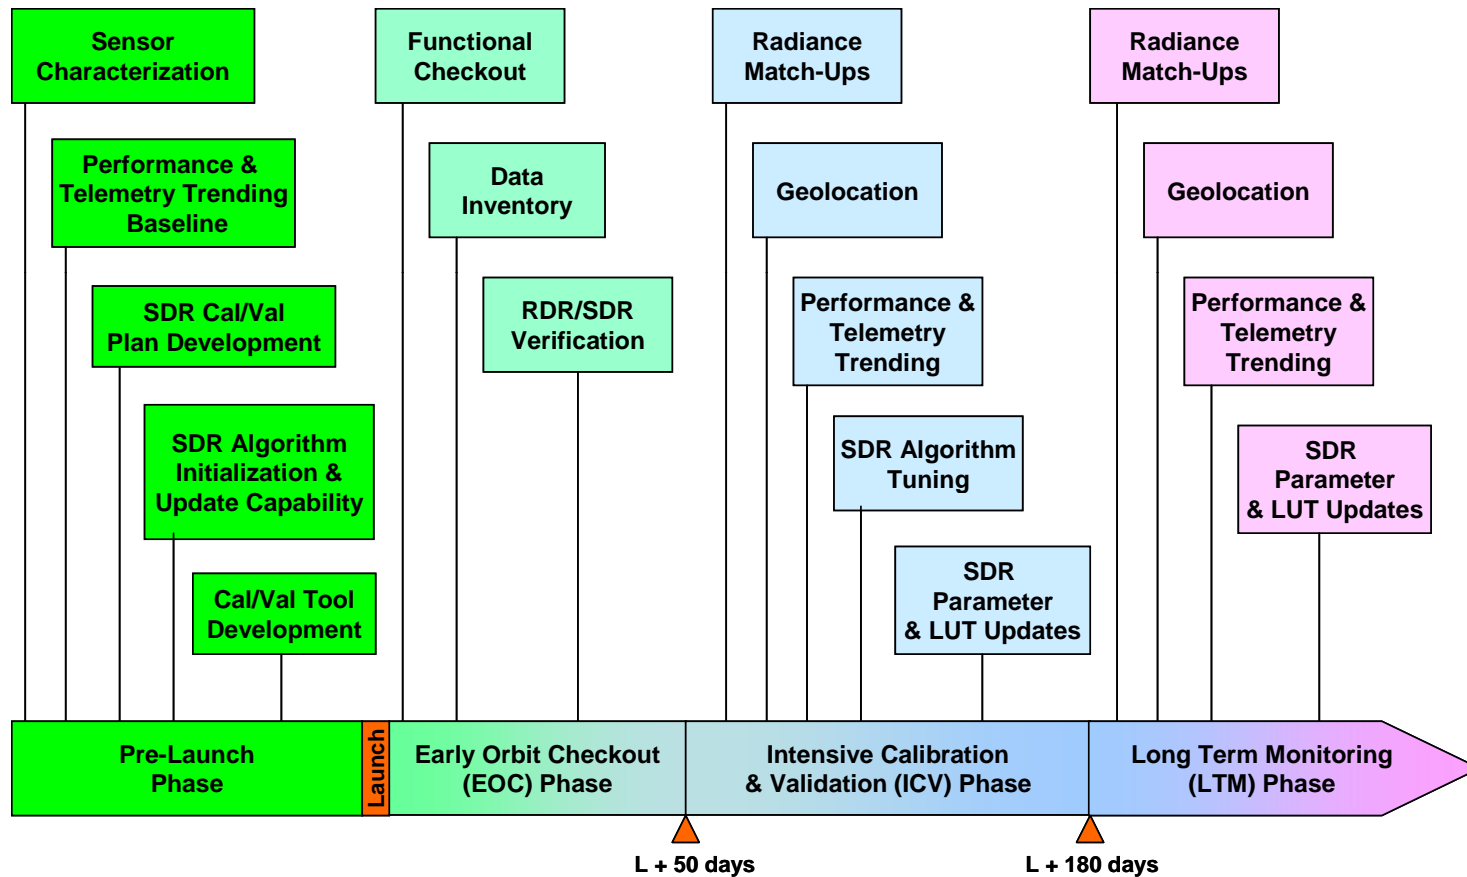 Sensor
Characterization
Performance &
Telemetry Trending
Baseline
SDR Cal/Val
Plan Development
SDR Algorithm
Initialization &
Update Capability
Cal/Val Tool
Development
Functional
Checkout
Data
Inventory
RDR/SDR
Verification
Radiance
Match-Ups
Geolocation
Performance &
Telemetry
Trending
SDR Algorithm
Tuning
SDR
Parameter
& LUT Updates
Radiance
Match-Ups
Geolocation
Performance &
Telemetry
Trending
SDR
Parameter
& LUT Updates
Pre-Launch
Phase
Launch
Early Orbit Checkout
(EOC) Phase
Intensive Calibration
& Validation (ICV) Phase
Long Term Monitoring
(LTM) Phase
L + 50 days
L + 180 days